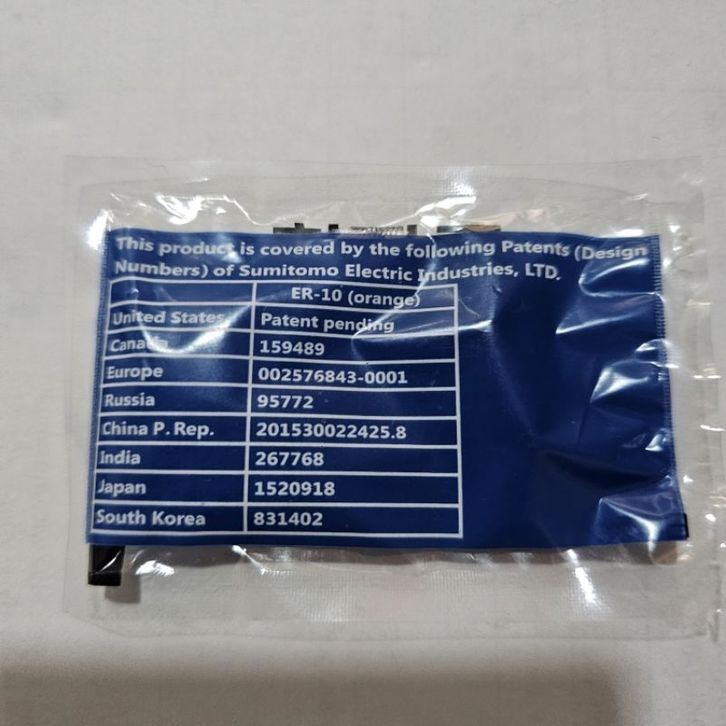 This product is covered by the following Patents (Design
Numbers) of Sumitomo Electric Industries, LTD.
ER-10 (orange)
United States Patent pending
Canada 159489
Europe 002576843-0001
Russia 95772
China P. Rep. 201530022425.8
India 267768
Japan 1520918
South Korea 831402